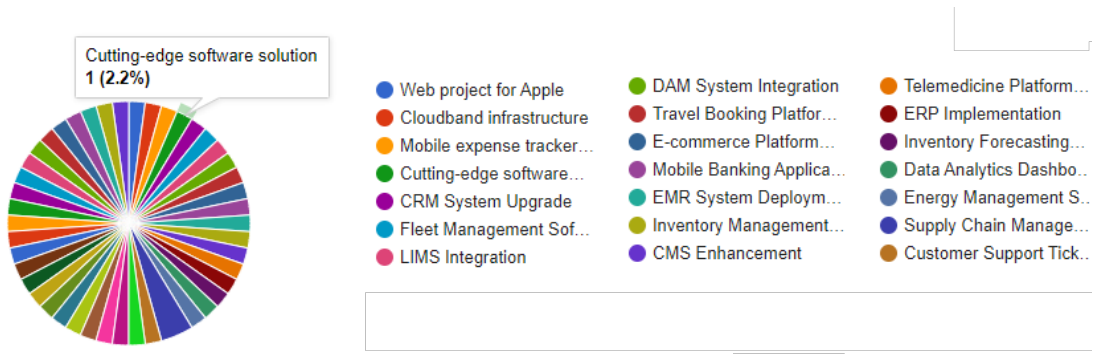 Cutting-edge software solution
1 (2.2%)
Web project for Apple
Cloudband infrastructure
Mobile expense tracker...
Cutting-edge software...
CRM System Upgrade
Fleet Management Sof...
LIMS Integration
DAM System Integration
Travel Booking Platfor...
E-commerce Platform...
Mobile Banking Applica...
EMR System Deploym...
Inventory Management...
CMS Enhancement
Telemedicine Platform...
ERP Implementation
Inventory Forecasting...
Data Analytics Dashbo...
Energy Management S...
Supply Chain Manage...
Customer Support Tick...